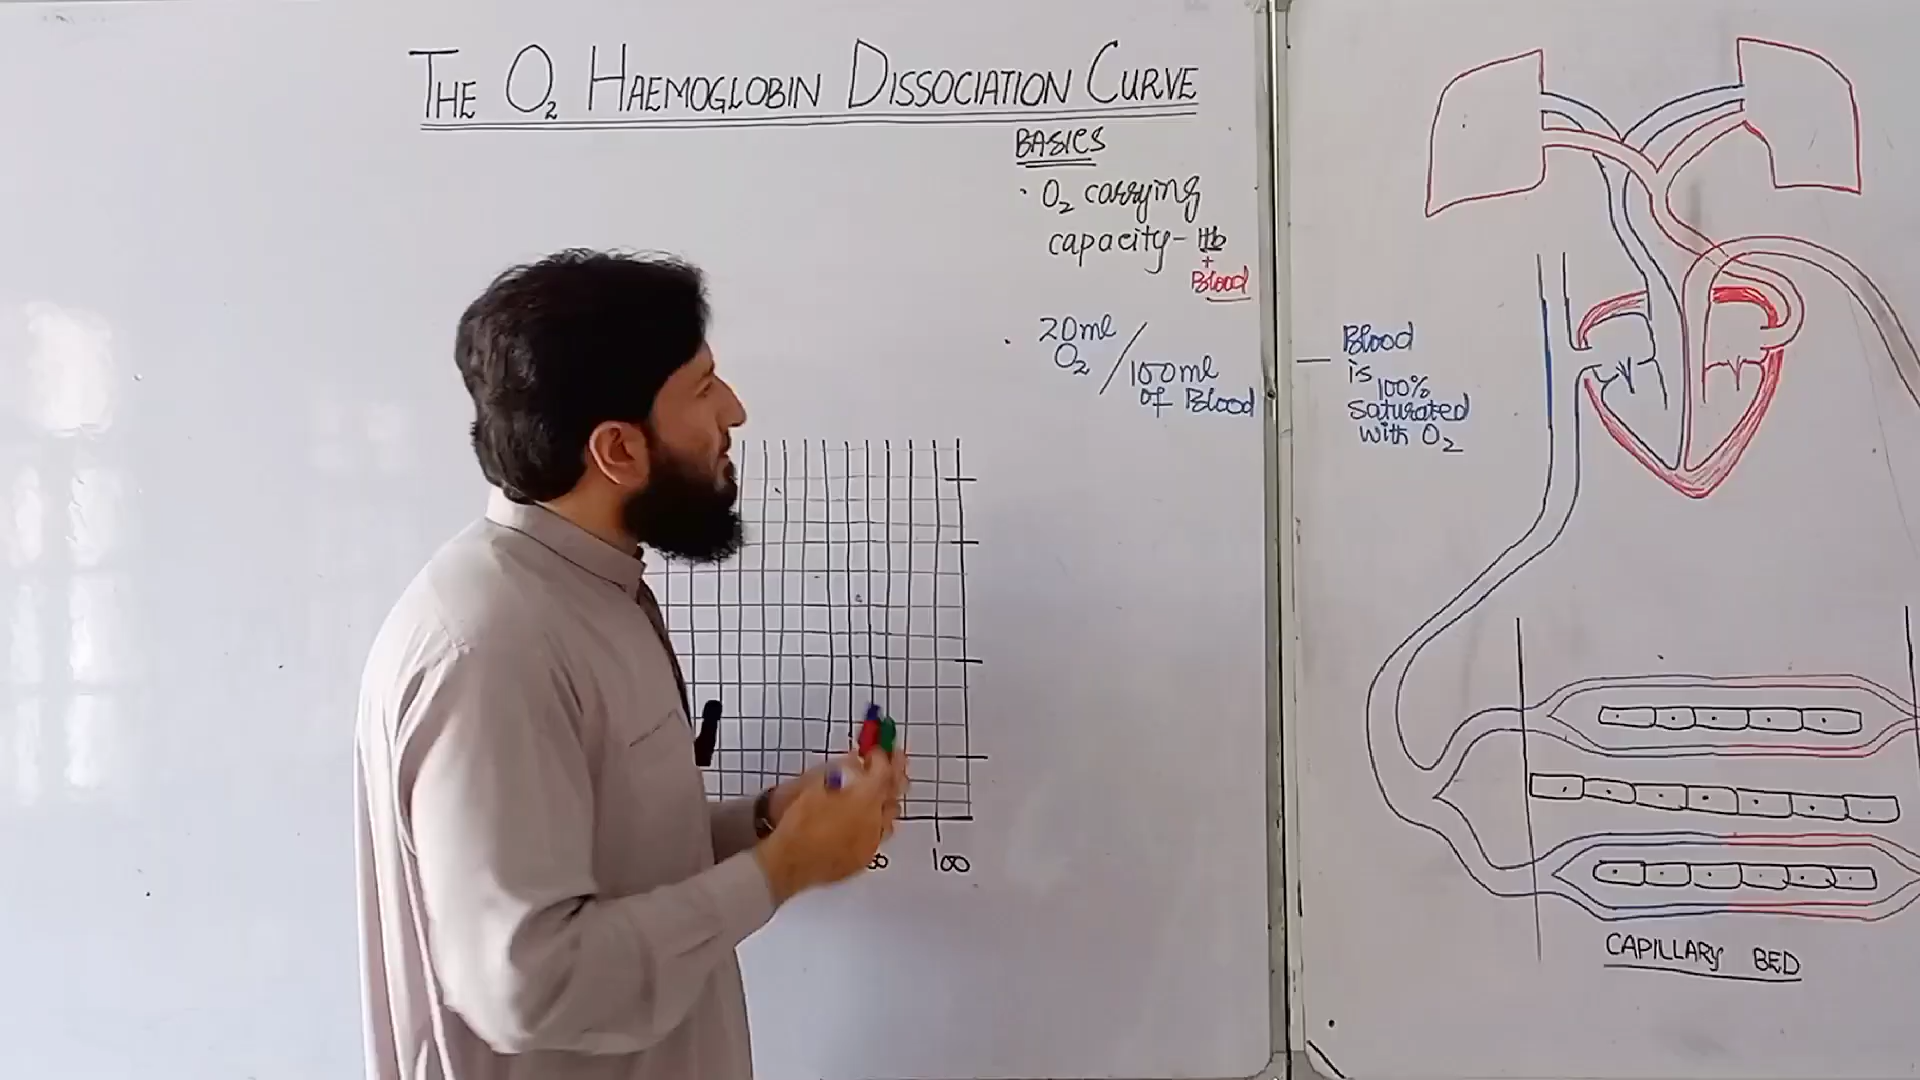 THE O₂ HAEMOGLOBIN DISSOCIATION CURVE
BASICS
· O₂ carrying
capacity - Hb
+
Blood
· 20ml
O₂ / 100ml
of Blood
— Blood
is
100%
saturated
with O₂
100
CAPILLARY BED